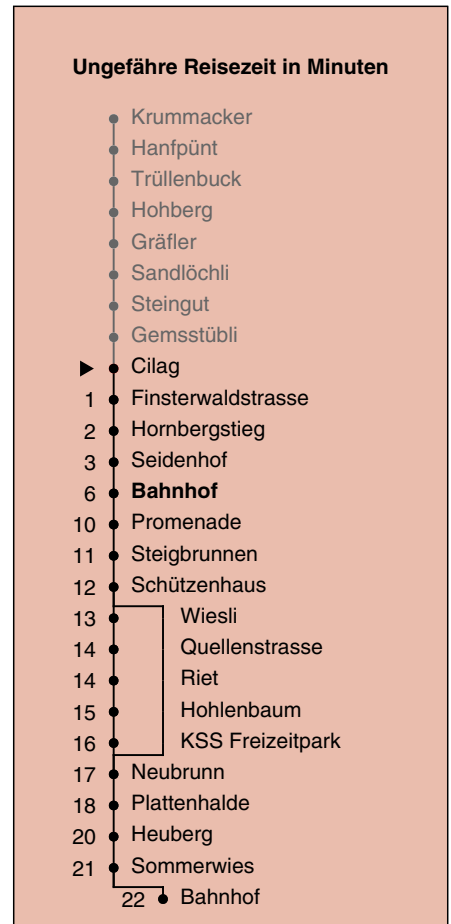 Ungefähre Reisezeit in Minuten
Krummacker
Hanfpünt
Trüllenbuck
Hohberg
Gräfler
Sandlöchli
Steingut
Gemsstübli
Cilag
1 Finsterwaldstrasse
2 Hornbergstieg
3 Seidenhof
6 Bahnhof
10 Promenade
11 Steigbrunnen
12 Schützenhaus
13 Wiesli
14 Quellenstrasse
14 Riet
15 Hohlenbaum
16 KSS Freizeitpark
17 Neubrunn
18 Plattenhalde
20 Heuberg
21 Sommerwies
22 Bahnhof